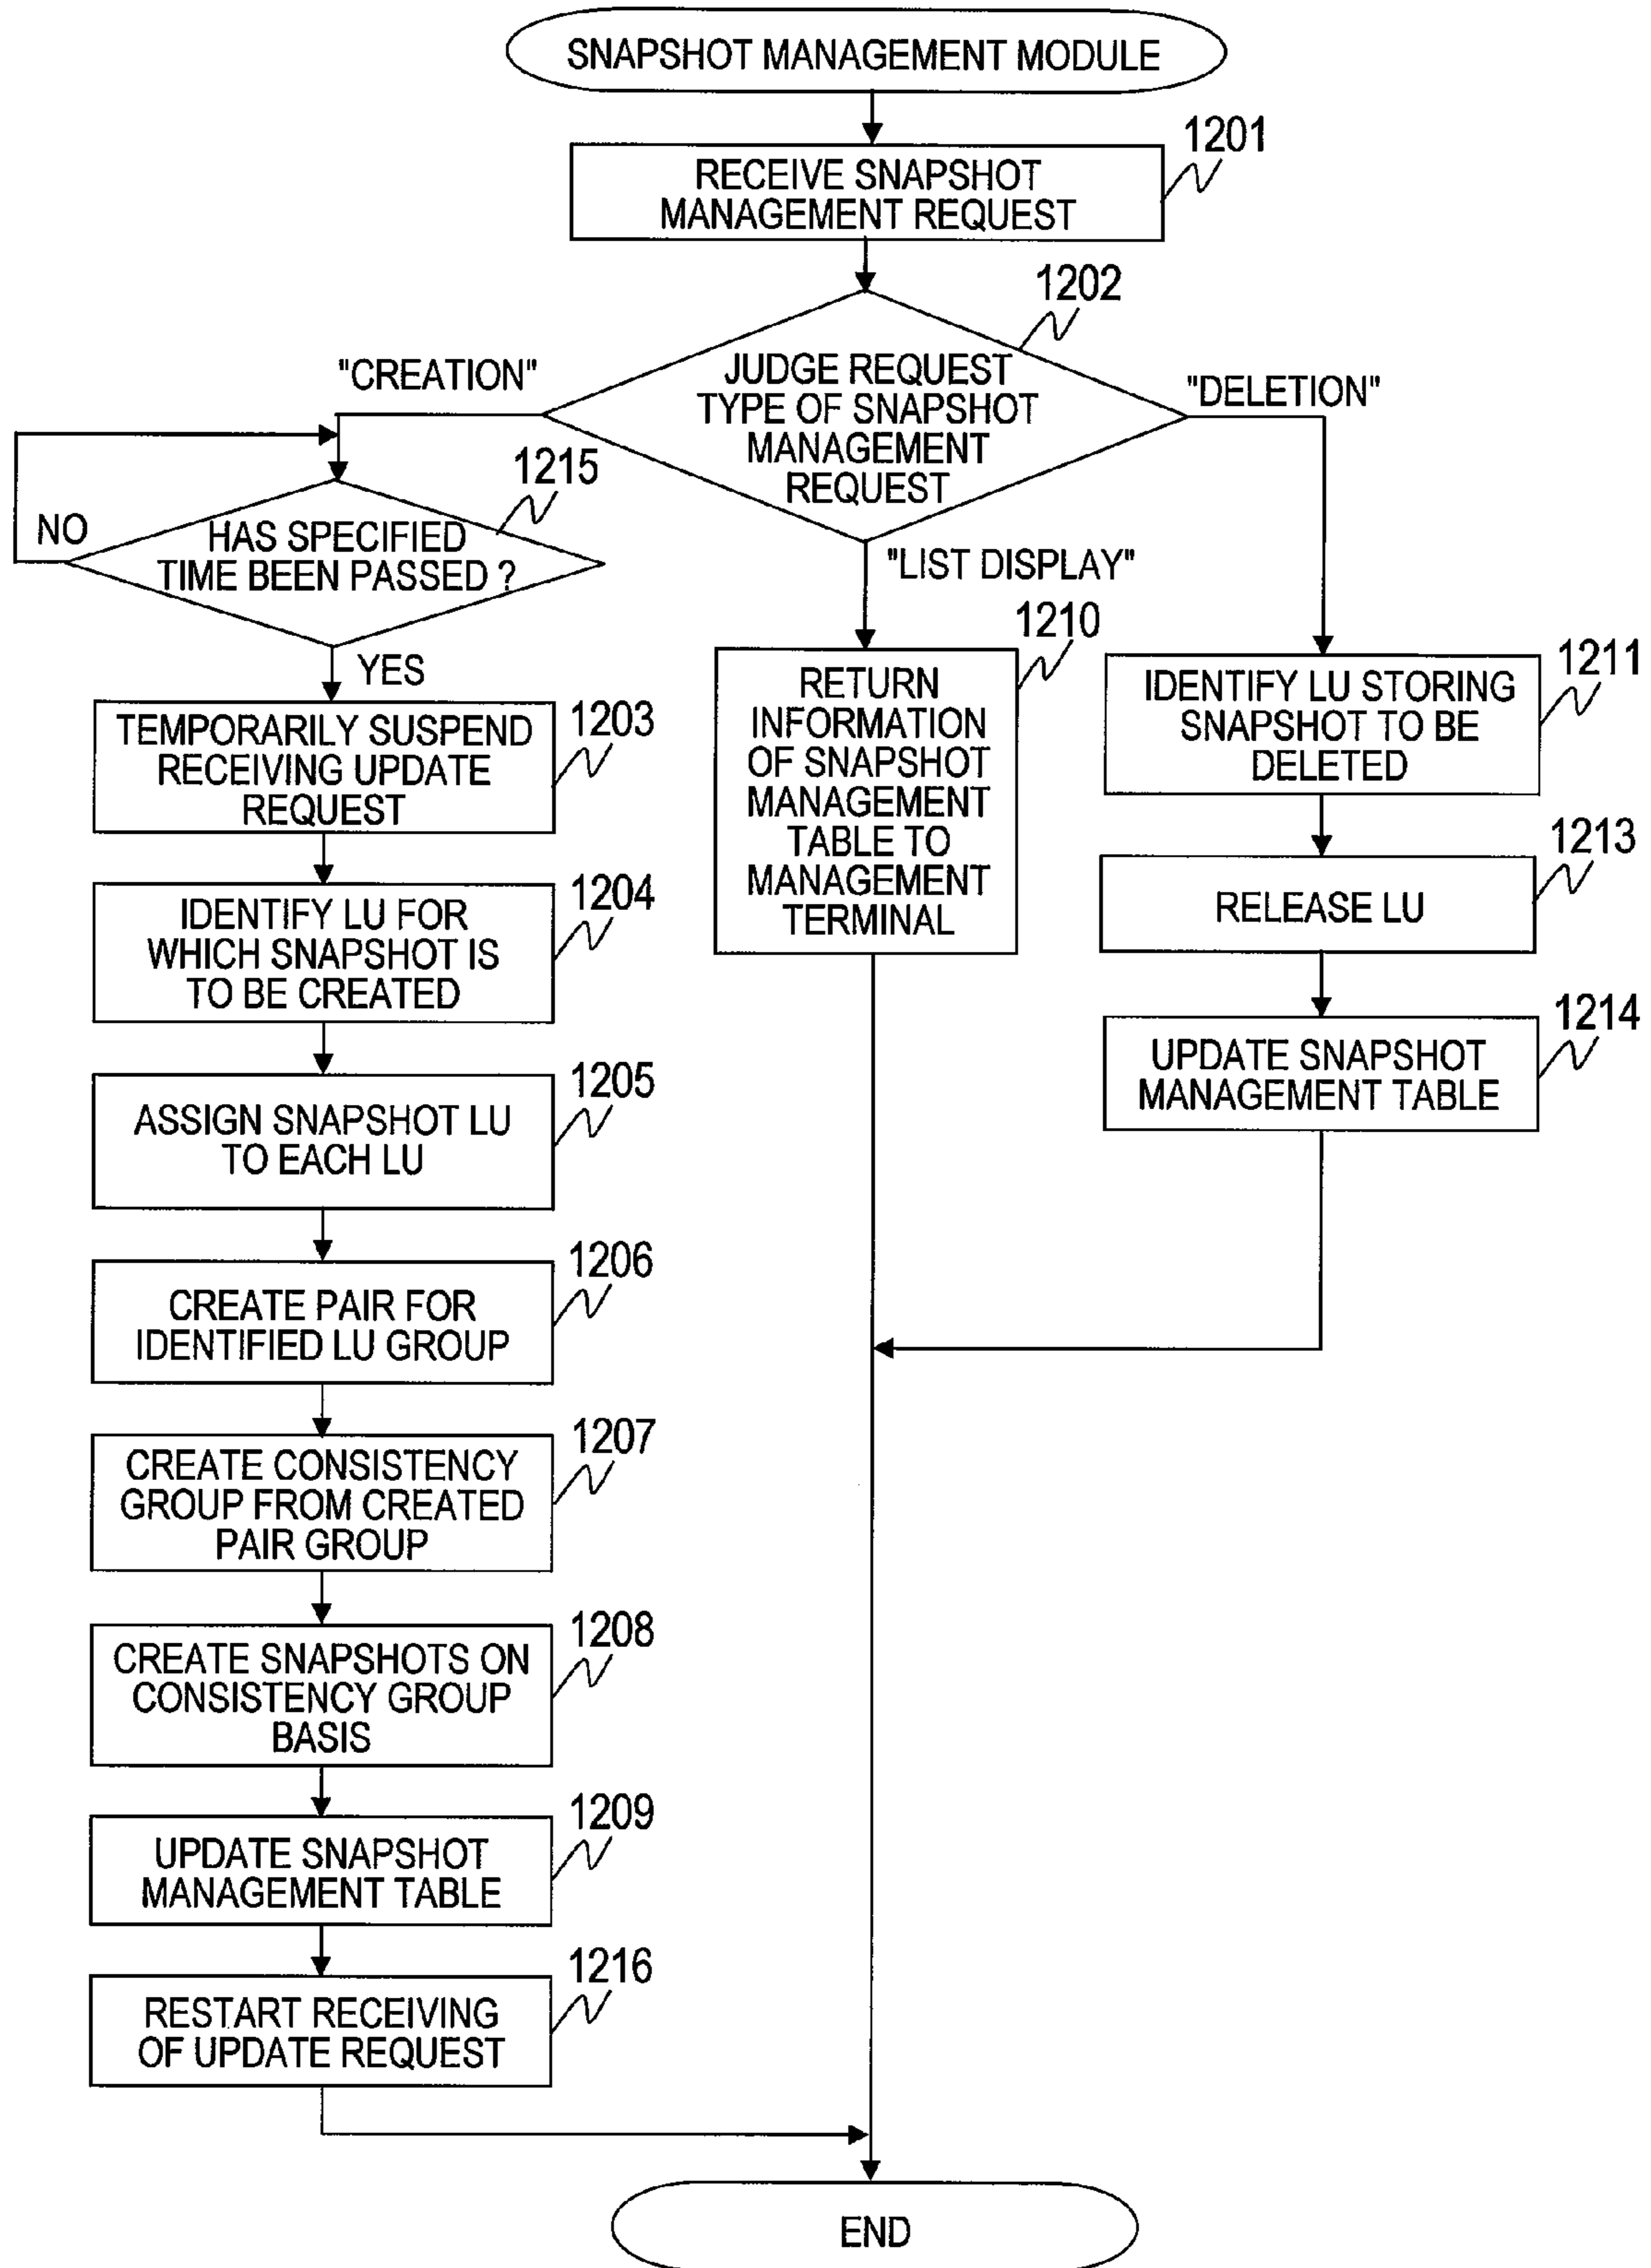 SNAPSHOT MANAGEMENT MODULE
1201
RECEIVE SNAPSHOT
MANAGEMENT REQUEST
1202
JUDGE REQUEST
TYPE OF SNAPSHOT
MANAGEMENT
REQUEST
"CREATION"
"DELETION"
"LIST DISPLAY"
1215
NO
HAS SPECIFIED
TIME BEEN PASSED ?
YES
1203
TEMPORARILY SUSPEND
RECEIVING UPDATE
REQUEST
1204
IDENTIFY LU FOR
WHICH SNAPSHOT IS
TO BE CREATED
1205
ASSIGN SNAPSHOT LU
TO EACH LU
1206
CREATE PAIR FOR
IDENTIFIED LU GROUP
1207
CREATE CONSISTENCY
GROUP FROM CREATED
PAIR GROUP
1208
CREATE SNAPSHOTS ON
CONSISTENCY GROUP
BASIS
1209
UPDATE SNAPSHOT
MANAGEMENT TABLE
1216
RESTART RECEIVING
OF UPDATE REQUEST
1210
RETURN
INFORMATION
OF SNAPSHOT
MANAGEMENT
TABLE TO
MANAGEMENT
TERMINAL
1211
IDENTIFY LU STORING
SNAPSHOT TO BE
DELETED
1213
RELEASE LU
1214
UPDATE SNAPSHOT
MANAGEMENT TABLE
END